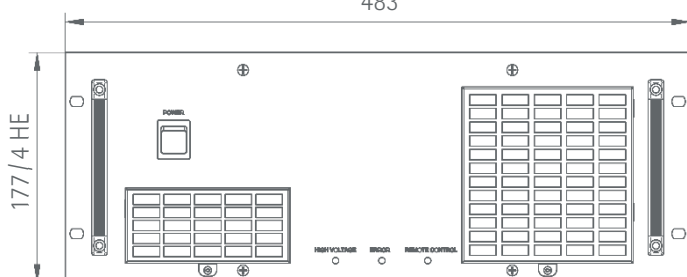 483
177/4 HE
POWER
HIGH VOLTAGE
ERROR
REMOTE CONTROL